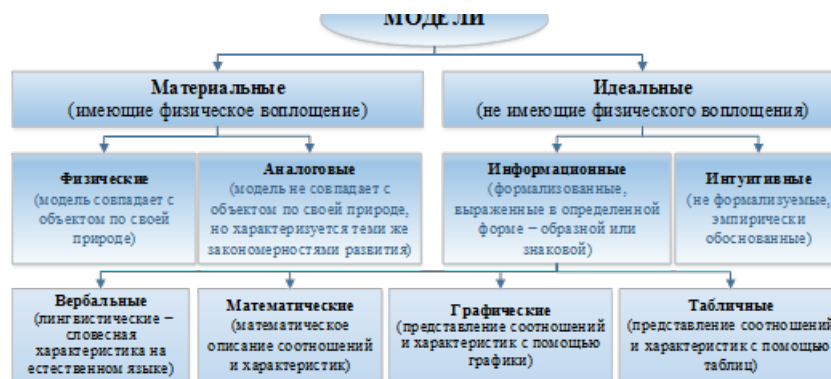 МОДЕЛИ
Материальные
(имеющие физическое воплощение)
Идеальные
(не имеющие физического воплощения)
Физические
(модель совпадает с
объектом по своей
природе)
Аналоговые
(модель не совпадает с
объектом по своей природе,
но характеризуется теми же
закономерностями развития)
Информационные
(формализованные,
выраженные в определенной
форме – образной или
знаковой)
Интуитивные
(не формализуемые,
эмпирически
обоснованные)
Вербальные
(лингвистические –
словесная
характеристика на
естественном языке)
Математические
(математическое
описание соотношений
и характеристик)
Графические
(представление соотношений
и характеристик с помощью
графики)
Табличные
(представление соотношений
и характеристик с помощью
таблиц)